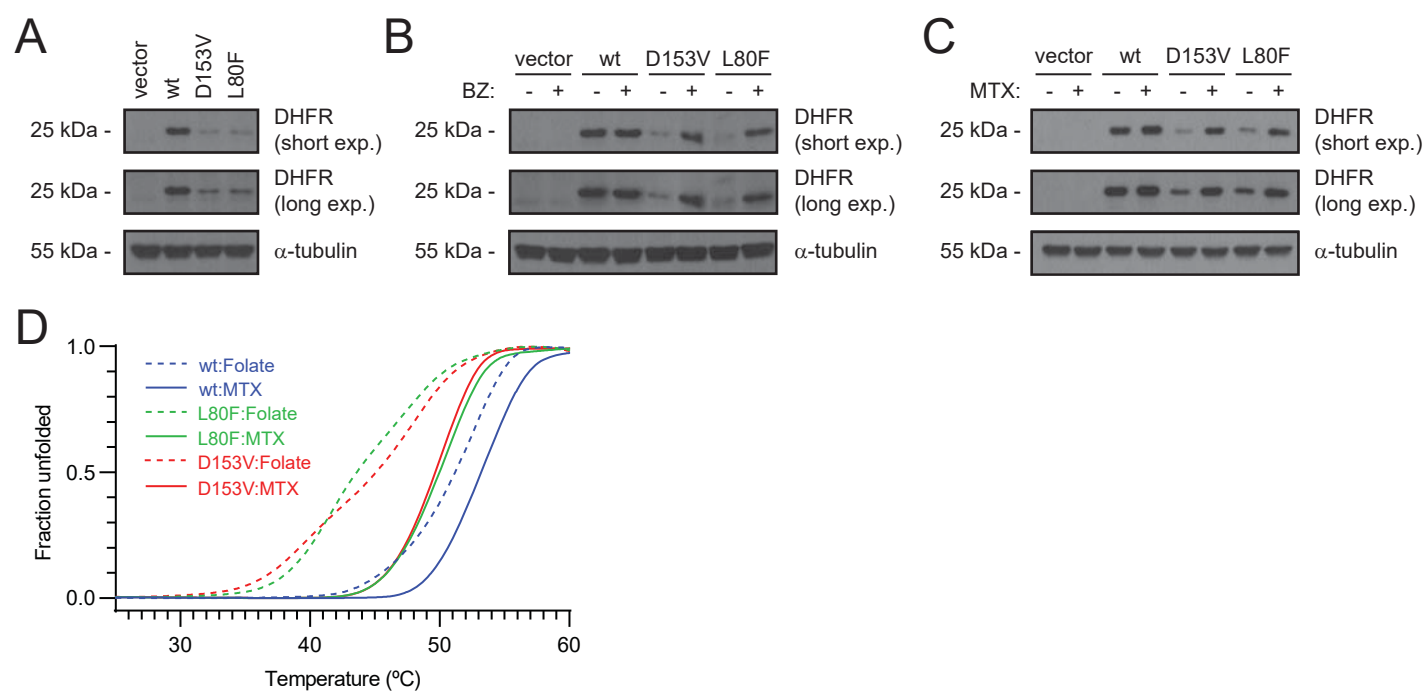 A
vector
wt
D153V
L80F
25 kDa -
DHFR
(short exp.)
25 kDa -
DHFR
(long exp.)
55 kDa -
α-tubulin
B
vector wt D153V L80F
BZ: - + - + - + - +
25 kDa -
DHFR
(short exp.)
25 kDa -
DHFR
(long exp.)
55 kDa -
α-tubulin
C
vector wt D153V L80F
MTX: - + - + - + - +
25 kDa -
DHFR
(short exp.)
25 kDa -
DHFR
(long exp.)
55 kDa -
α-tubulin
D
wt:Folate
wt:MTX
L80F:Folate
L80F:MTX
D153V:Folate
D153V:MTX
1.0
0.5
0.0
Fraction unfolded
30 40 50 60
Temperature (ºC)